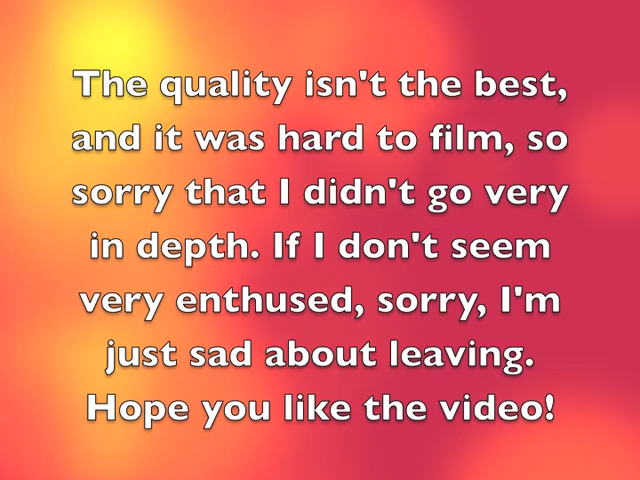 The quality isn't the best,
and it was hard to film, so
sorry that I didn't go very
in depth. If I don't seem
very enthused, sorry, I'm
just sad about leaving.
Hope you like the video!